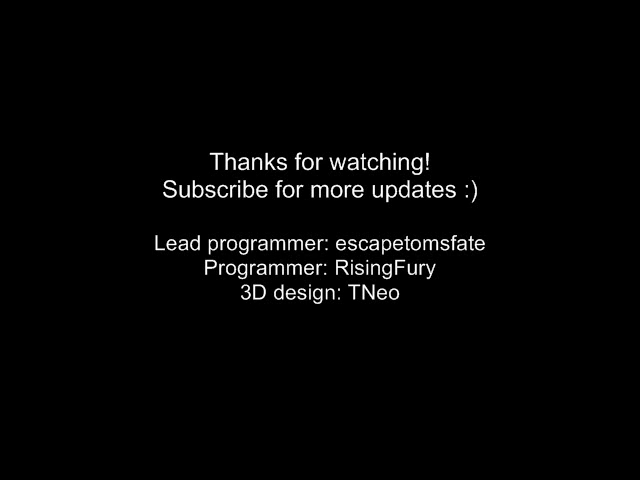 Thanks for watching!
Subscribe for more updates :)
Lead programmer: escapetomsfate
Programmer: RisingFury
3D design: TNeo